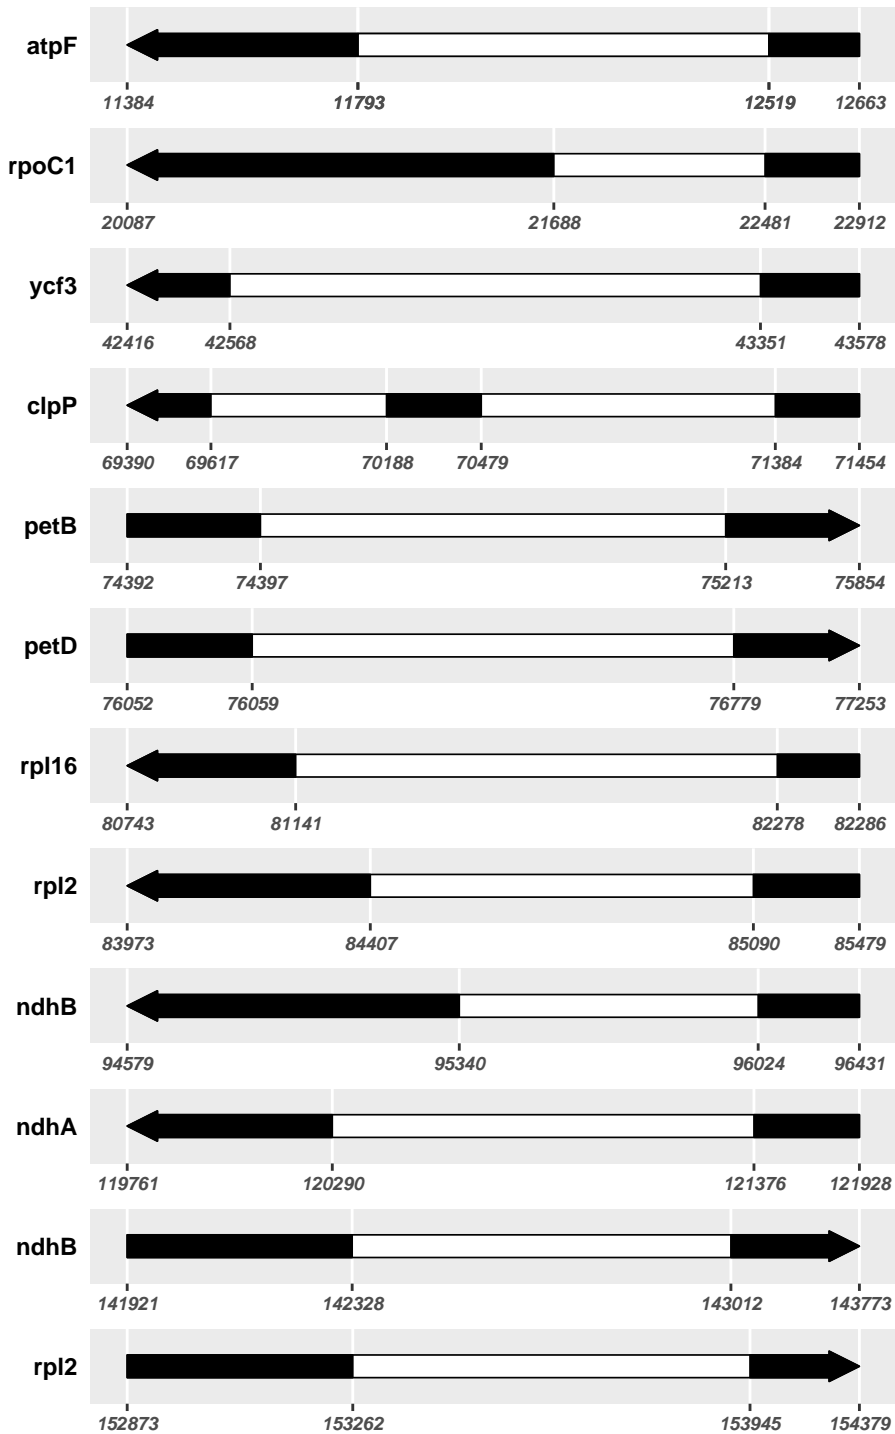 atpF
11384 11793 12519 12663
rpoC1
20087 21688 22481 22912
ycf3
42416 42568 43351 43578
clpP
69390 69617 70188 70479 71384 71454
petB
74392 74397 75213 75854
petD
76052 76059 76779 77253
rpl16
80743 81141 82278 82286
rpl2
83973 84407 85090 85479
ndhB
94579 95340 96024 96431
ndhA
119761 120290 121376 121928
ndhB
141921 142328 143012 143773
rpl2
152873 153262 153945 154379